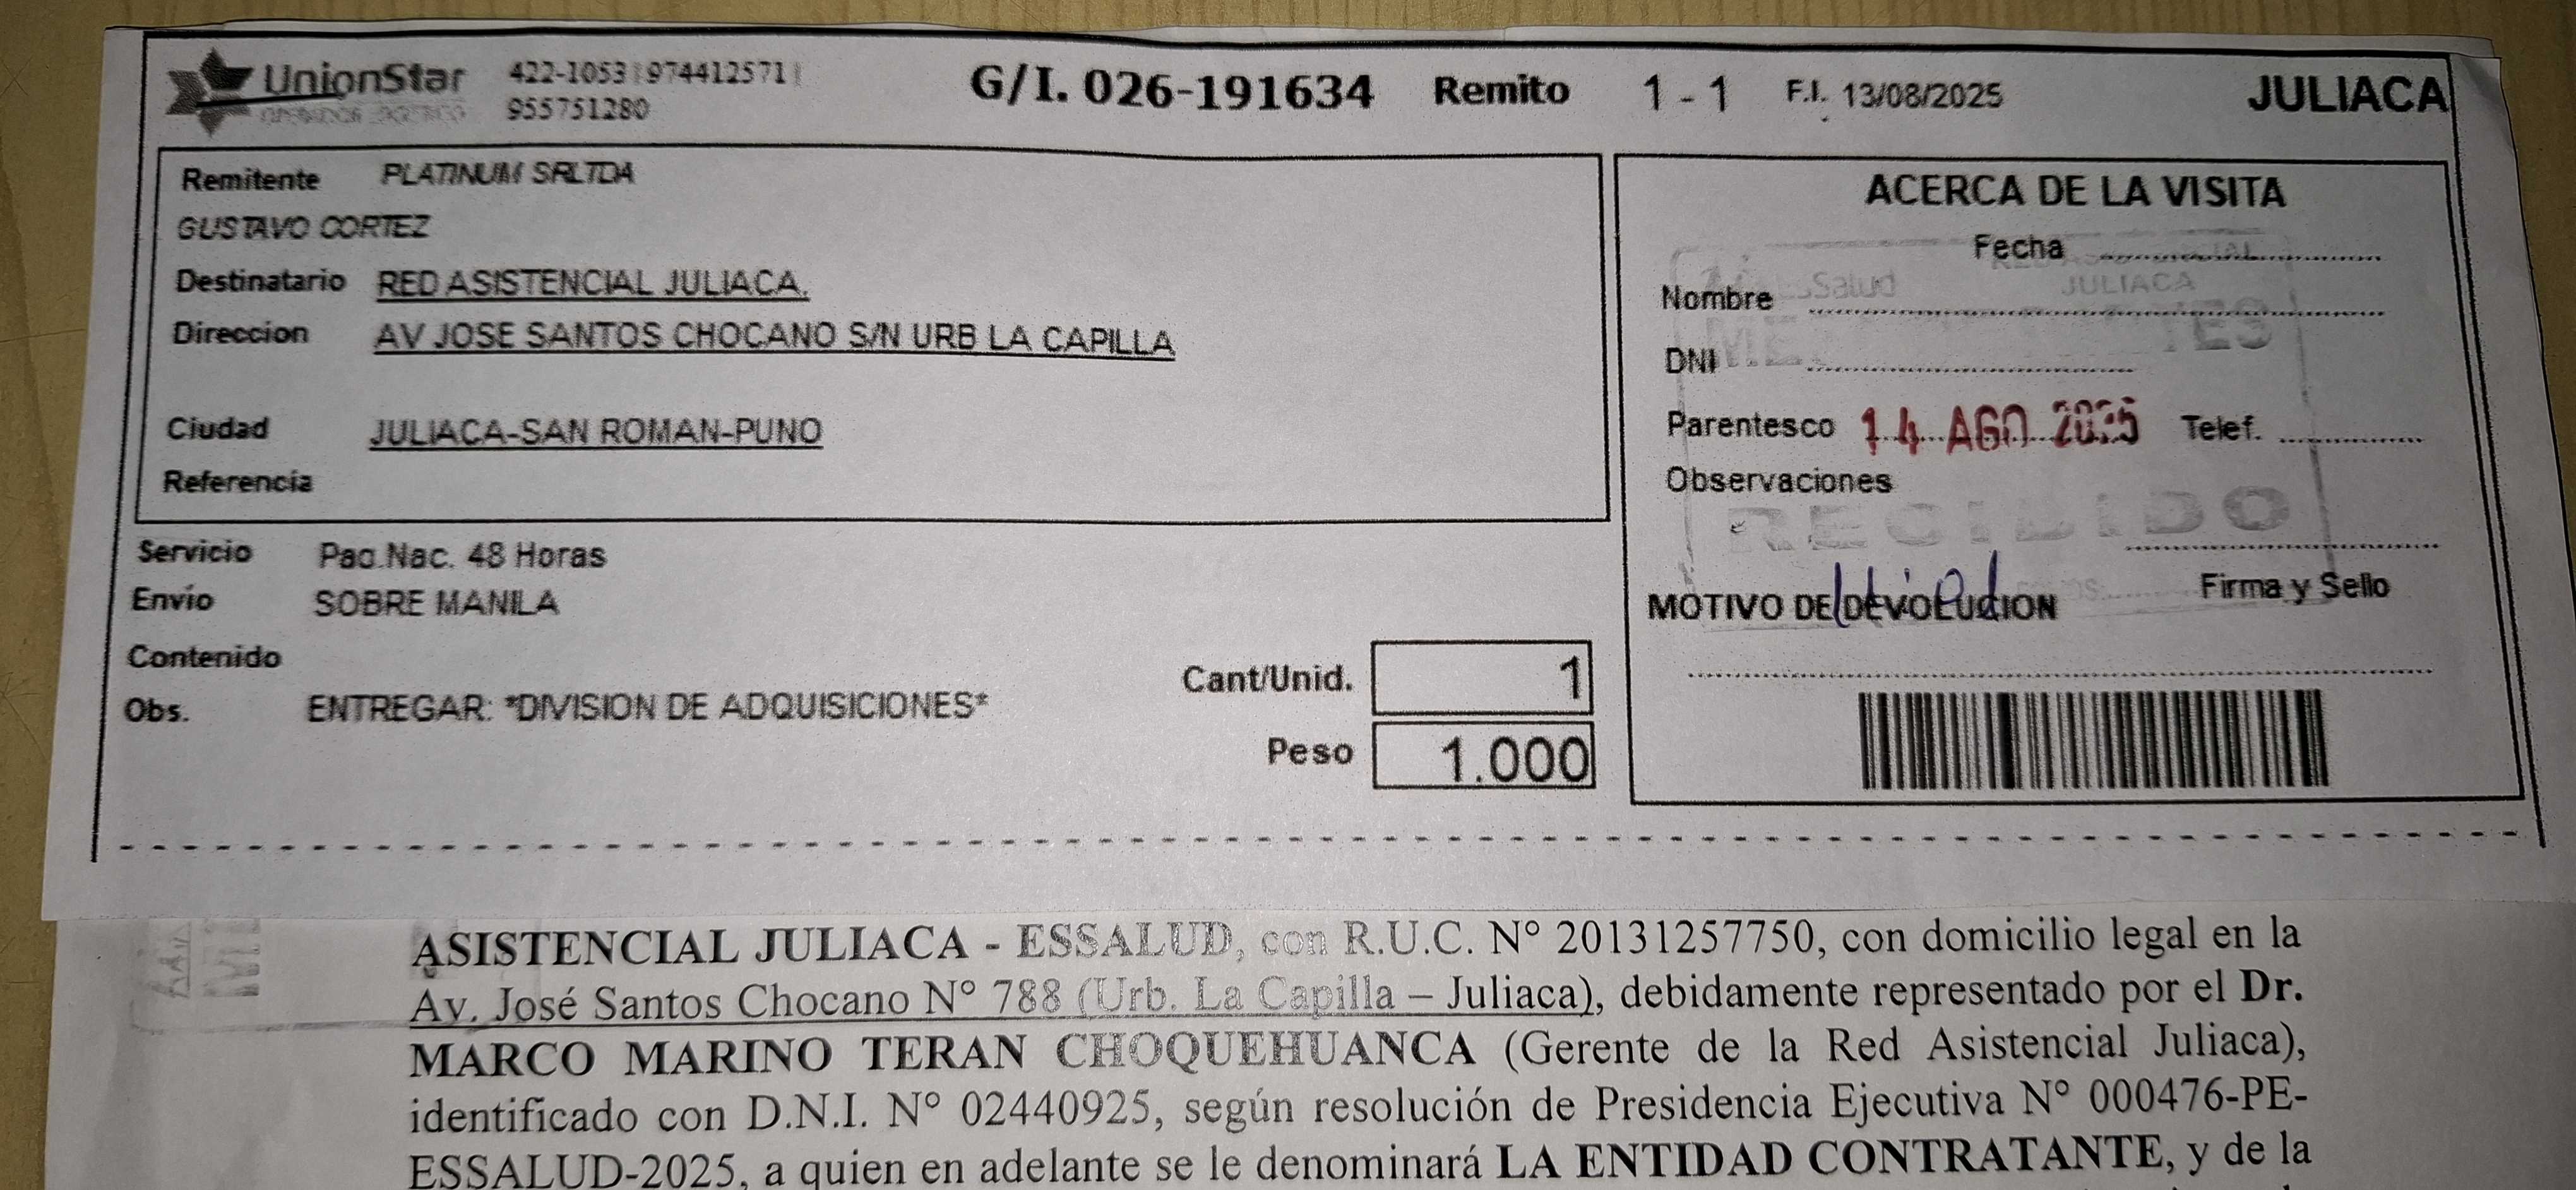 UnionStar 422-1053|974412571|
OPERADOR LOGISTICO 955751280
G/I. 026-191634 Remito 1 - 1 F.I. 13/08/2025 JULIACA
Remitente PLATINUM SRLTDA
GUSTAVO CORTEZ
Destinatario RED ASISTENCIAL JULIACA.
Direccion AV JOSE SANTOS CHOCANO S/N URB LA CAPILLA
Ciudad JULIACA-SAN ROMAN-PUNO
Referencia
Servicio Paq.Nac. 48 Horas
Envío SOBRE MANILA
Contenido
Obs. ENTREGAR: *DIVISION DE ADQUISICIONES*
Cant/Unid. 1
Peso 1.000
ACERCA DE LA VISITA
Fecha
EsSalud JULIACA
Nombre
DNI
Parentesco 14 AGO 2025 Telef.
Observaciones
RECIBIDO
MOTIVO DE DEVOLUCION Firma y Sello
ASISTENCIAL JULIACA - ESSALUD, con R.U.C. N° 20131257750, con domicilio legal en la
Av. José Santos Chocano N° 788 (Urb. La Capilla – Juliaca), debidamente representado por el Dr.
MARCO MARINO TERAN CHOQUEHUANCA (Gerente de la Red Asistencial Juliaca),
identificado con D.N.I. N° 02440925, según resolución de Presidencia Ejecutiva N° 000476-PE-
ESSALUD-2025, a quien en adelante se le denominará LA ENTIDAD CONTRATANTE, y de la